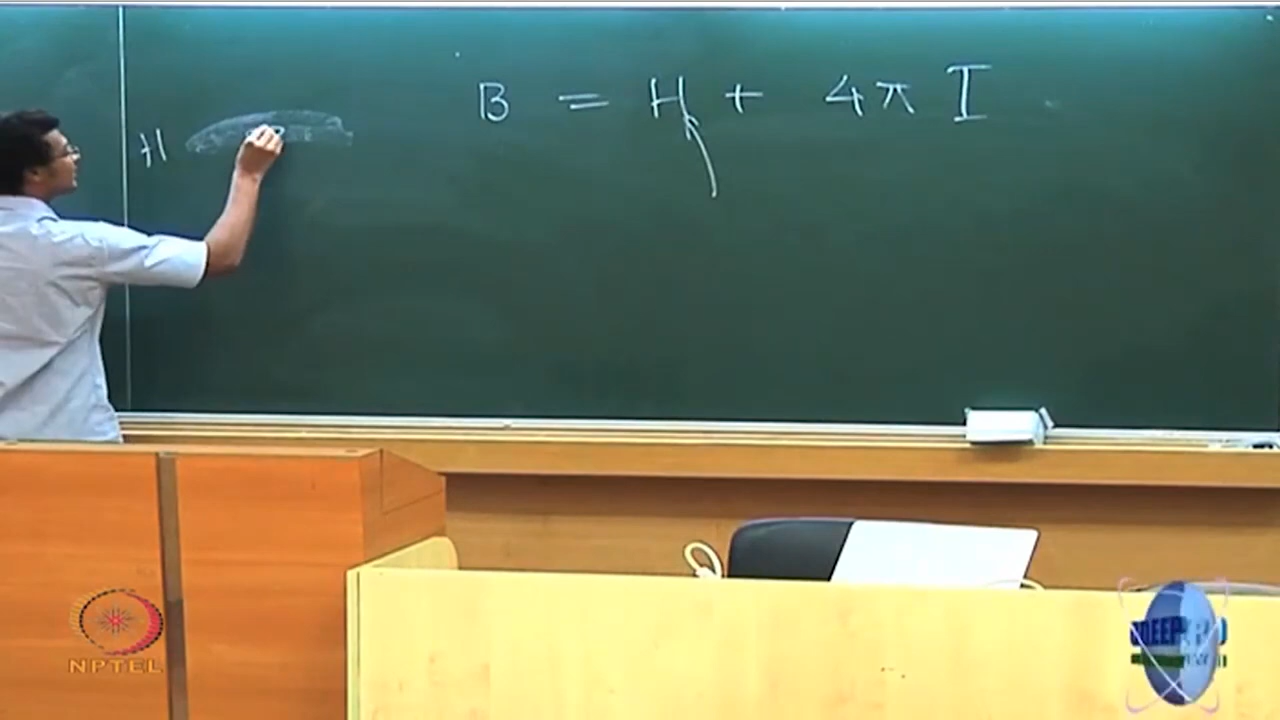 B = H + 4π I
H
NPTEL